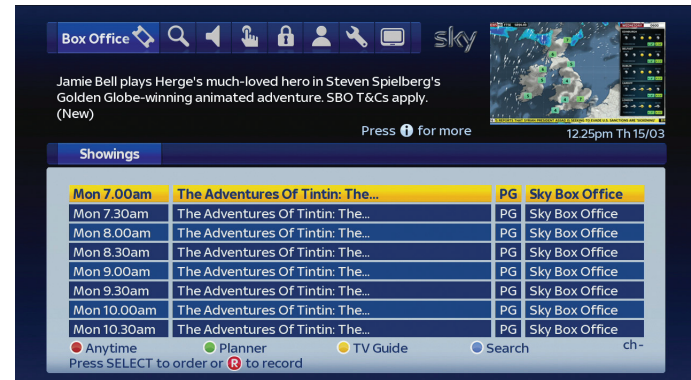 Box Office
sky
Jamie Bell plays Herge's much-loved hero in Steven Spielberg's
Golden Globe-winning animated adventure. SBO T&Cs apply.
(New)
Press i for more
12.25pm Th 15/03
Showings
Mon 7.00am The Adventures Of Tintin: The... PG Sky Box Office
Mon 7.30am The Adventures Of Tintin: The... PG Sky Box Office
Mon 8.00am The Adventures Of Tintin: The... PG Sky Box Office
Mon 8.30am The Adventures Of Tintin: The... PG Sky Box Office
Mon 9.00am The Adventures Of Tintin: The... PG Sky Box Office
Mon 9.30am The Adventures Of Tintin: The... PG Sky Box Office
Mon 10.00am The Adventures Of Tintin: The... PG Sky Box Office
Mon 10.30am The Adventures Of Tintin: The... PG Sky Box Office
Anytime Planner TV Guide Search ch-
Press SELECT to order or R to record